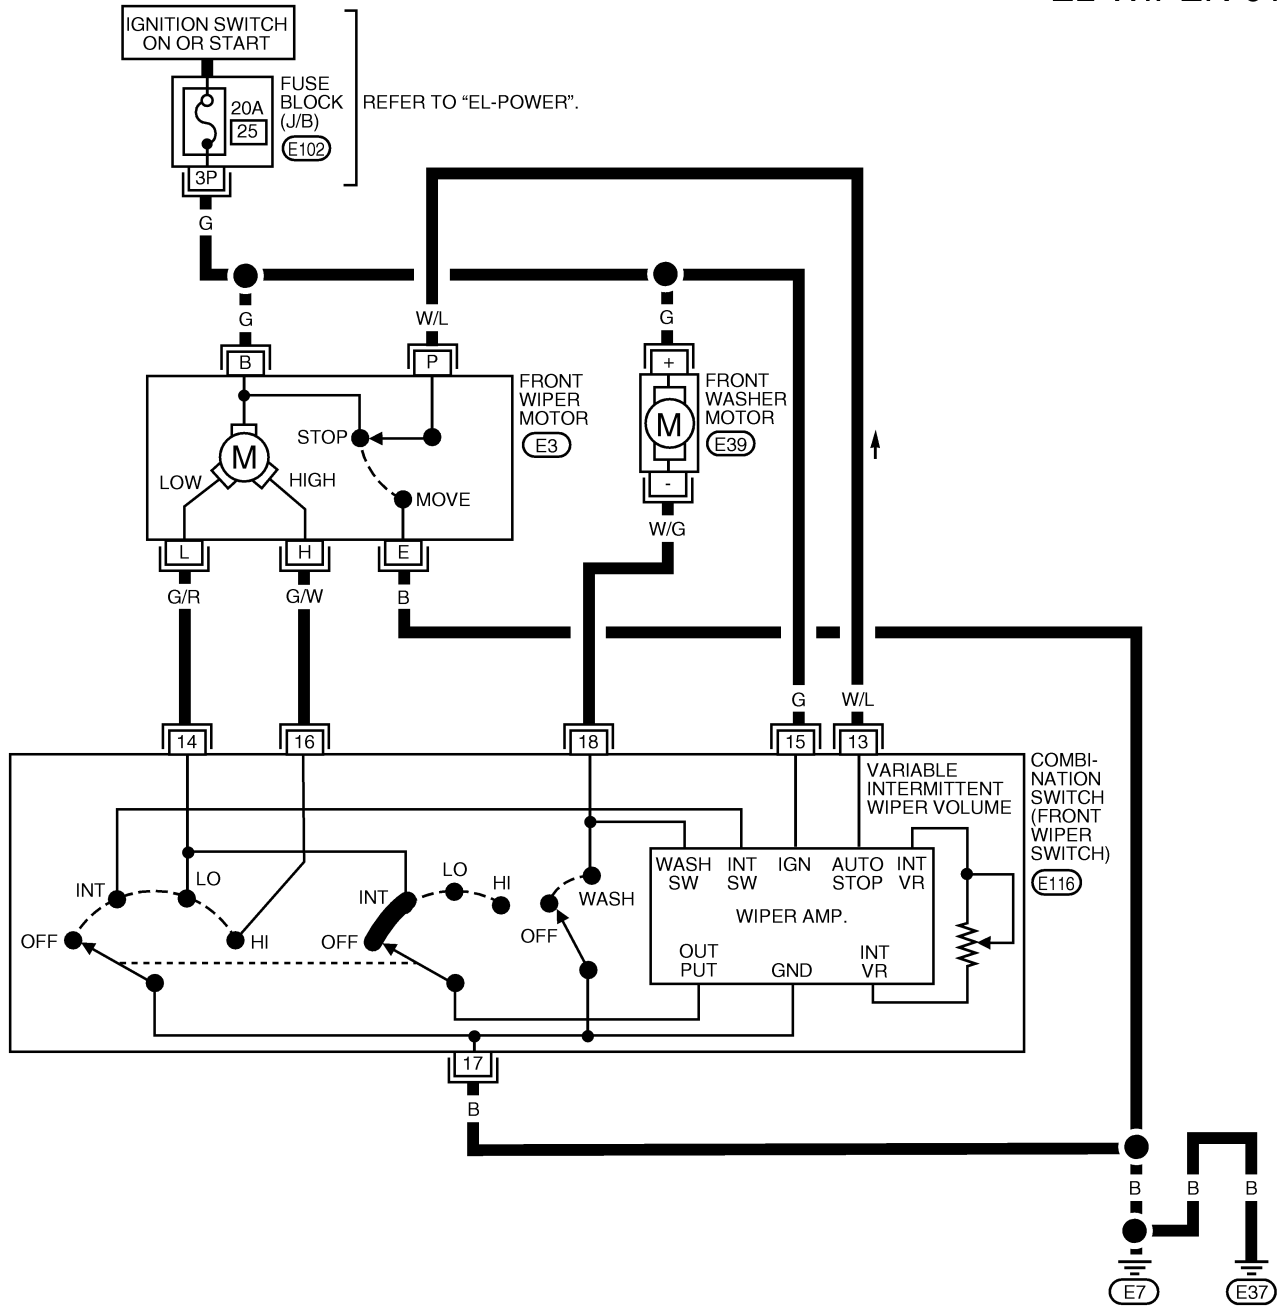 IGNITION SWITCH
ON OR START
FUSE
BLOCK
(J/B)
E102
20A
25
REFER TO “EL-POWER”.
3P
G
G
W/L
G
B
P
+
FRONT
WIPER
MOTOR
E3
FRONT
WASHER
MOTOR
E39
M
STOP
M
LOW
HIGH
MOVE
-
W/G
L
H
E
G/R
G/W
B
G
W/L
14
16
18
15
13
VARIABLE
INTERMITTENT
WIPER VOLUME
COMBI-
NATION
SWITCH
(FRONT
WIPER
SWITCH)
E116
WASH
SW
INT
SW
IGN
AUTO
STOP
INT
VR
WIPER AMP.
OUT
PUT
GND
INT
VR
INT
LO
OFF
HI
INT
LO
HI
OFF
WASH
OFF
17
B
B
B
B
E7
E37